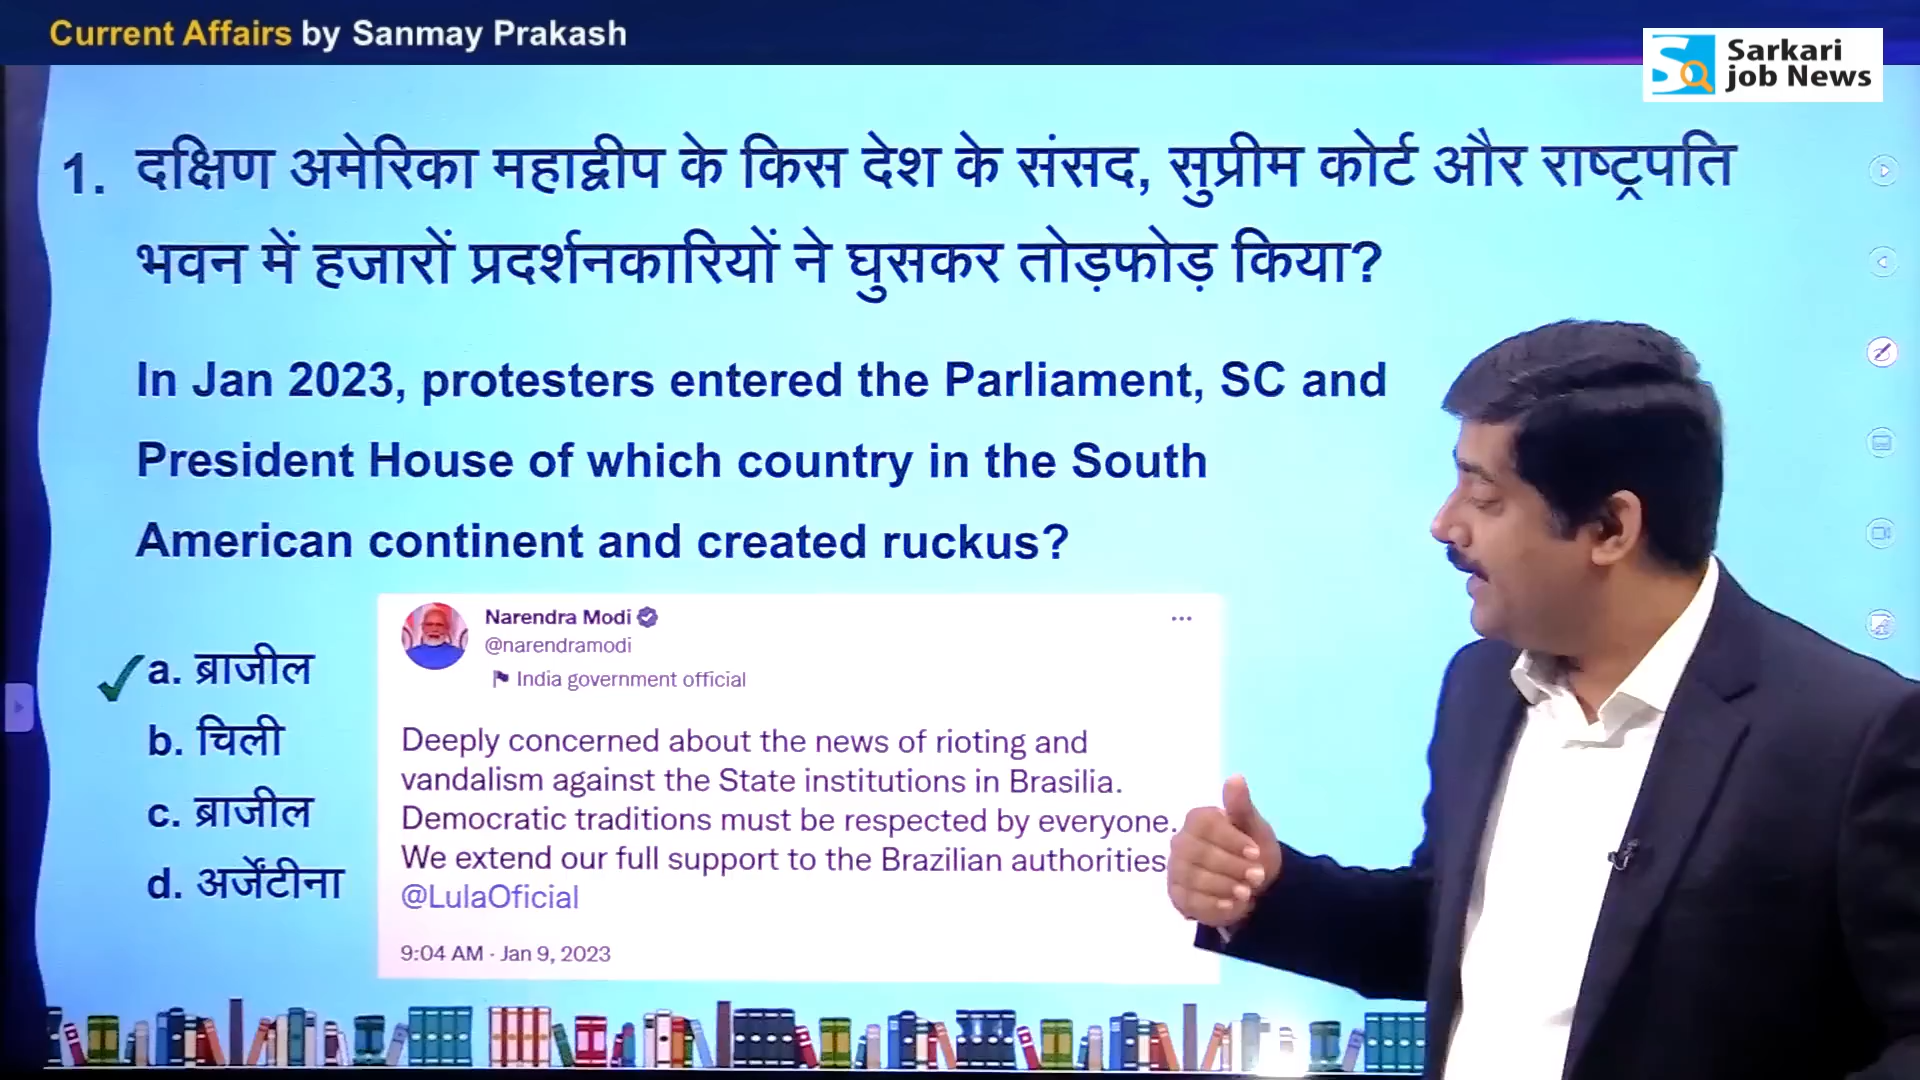 Current Affairs by Sanmay Prakash
Sarkari
job News
1. दक्षिण अमेरिका महाद्वीप के किस देश के संसद, सुप्रीम कोर्ट और राष्ट्रपति
भवन में हजारों प्रदर्शनकारियों ने घुसकर तोड़फोड़ किया?
In Jan 2023, protesters entered the Parliament, SC and
President House of which country in the South
American continent and created ruckus?
a. ब्राजील
b. चिली
c. ब्राजील
d. अर्जेंटीना
Narendra Modi
@narendramodi
India government official
Deeply concerned about the news of rioting and
vandalism against the State institutions in Brasilia.
Democratic traditions must be respected by everyone.
We extend our full support to the Brazilian authorities
@LulaOficial
9:04 AM · Jan 9, 2023